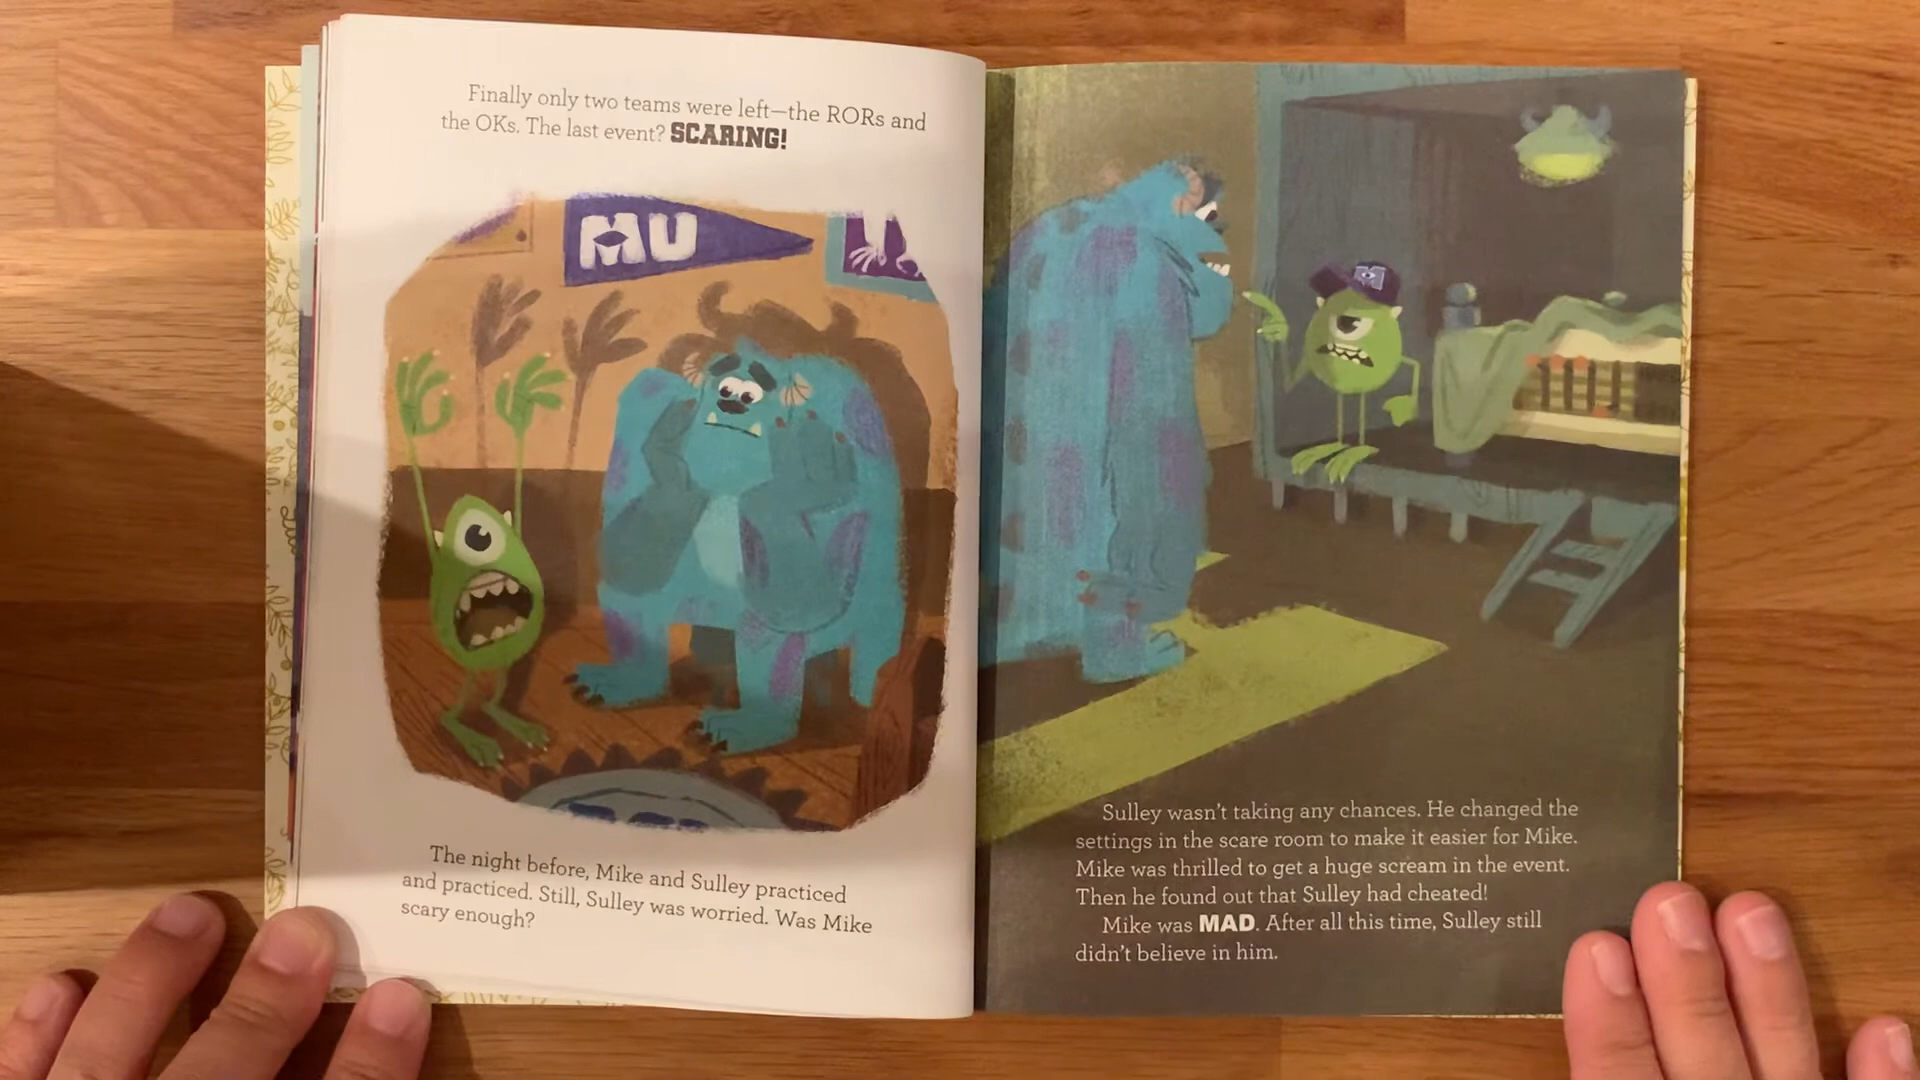 Finally only two teams were left—the RORs and
the OKs. The last event? SCARING!
MU
The night before, Mike and Sulley practiced
and practiced. Still, Sulley was worried. Was Mike
scary enough?
M
Sulley wasn't taking any chances. He changed the
settings in the scare room to make it easier for Mike.
Mike was thrilled to get a huge scream in the event.
Then he found out that Sulley had cheated!
Mike was MAD. After all this time, Sulley still
didn't believe in him.